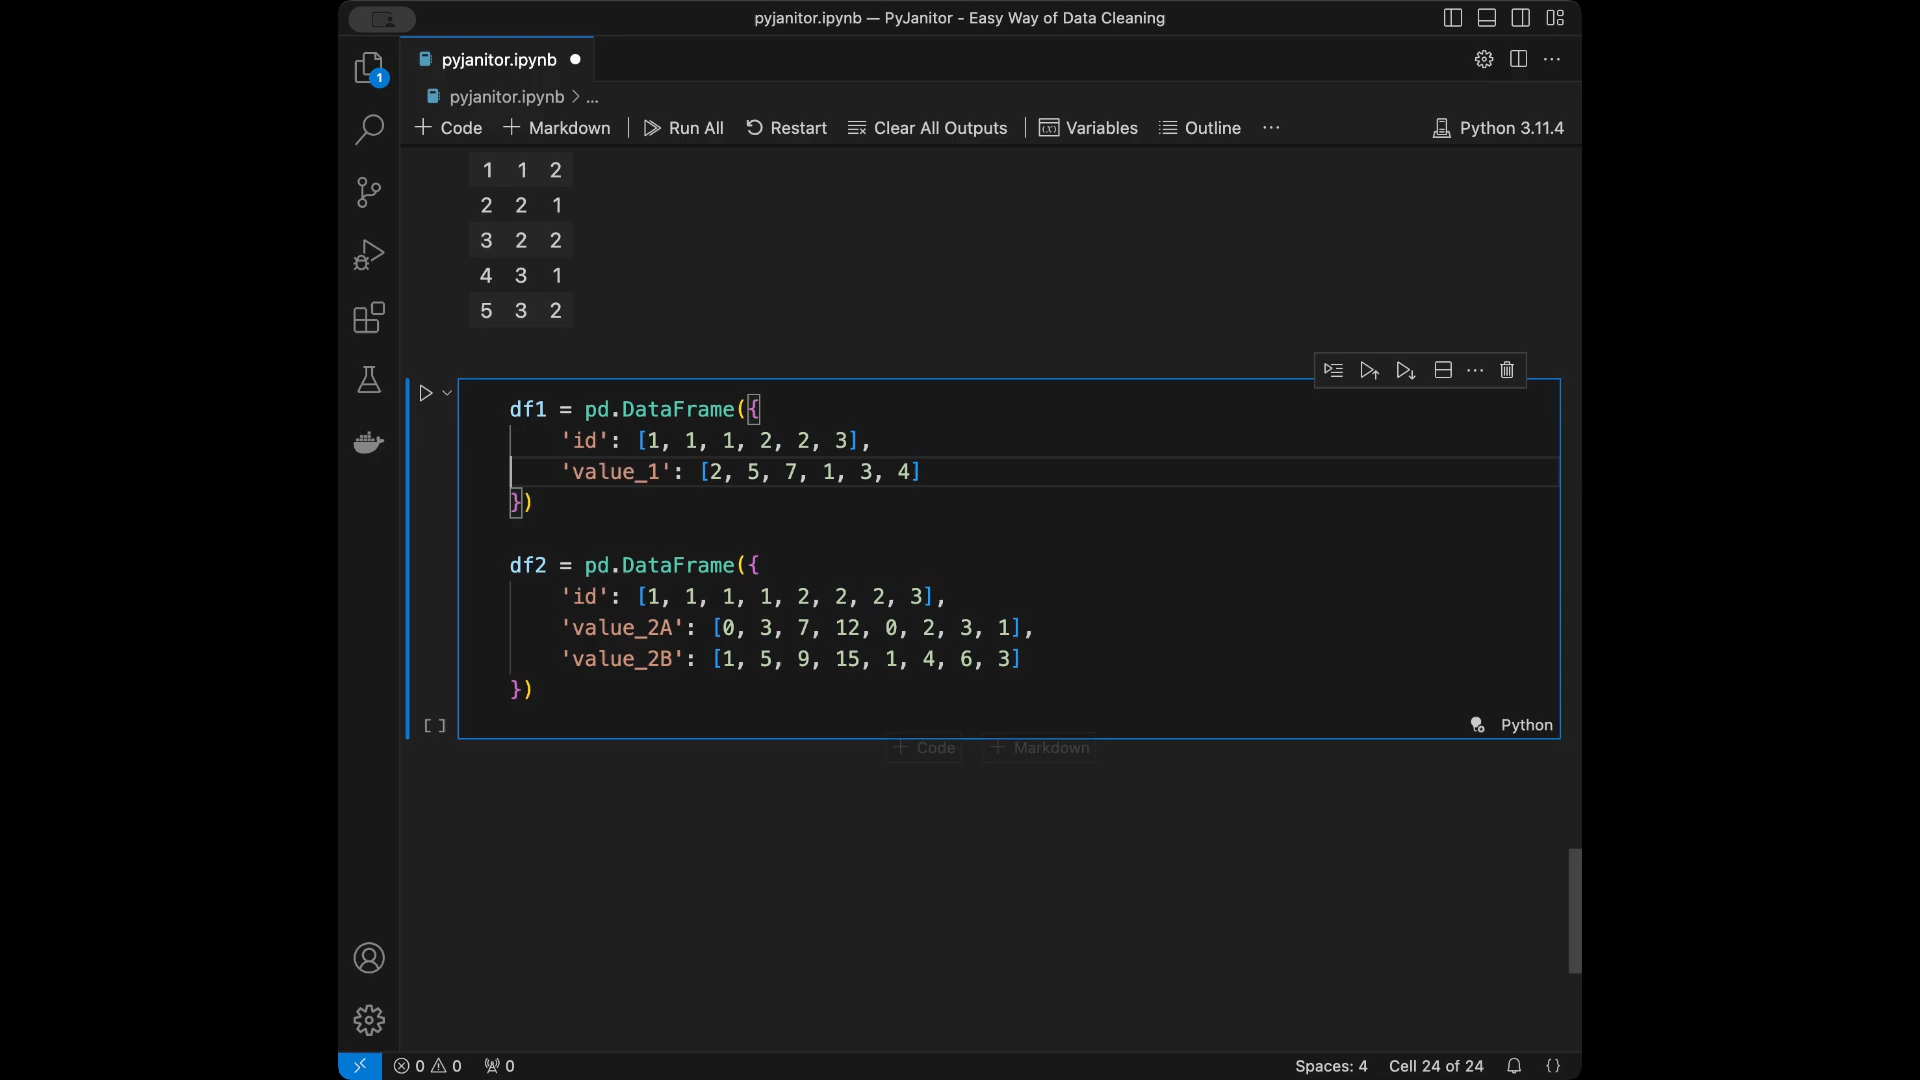 pyjanitor.ipynb — PyJanitor - Easy Way of Data Cleaning
pyjanitor.ipynb
1
pyjanitor.ipynb > ...
+ Code + Markdown Run All Restart Clear All Outputs Variables Outline ... Python 3.11.4
1 1 2
2 2 1
3 2 2
4 3 1
5 3 2
df1 = pd.DataFrame({
'id': [1, 1, 1, 2, 2, 3],
'value_1': [2, 5, 7, 1, 3, 4]
})
df2 = pd.DataFrame({
'id': [1, 1, 1, 1, 2, 2, 2, 3],
'value_2A': [0, 3, 7, 12, 0, 2, 3, 1],
'value_2B': [1, 5, 9, 15, 1, 4, 6, 3]
})
[ ] Python
+ Code + Markdown
0 0 0 Spaces: 4 Cell 24 of 24 {}